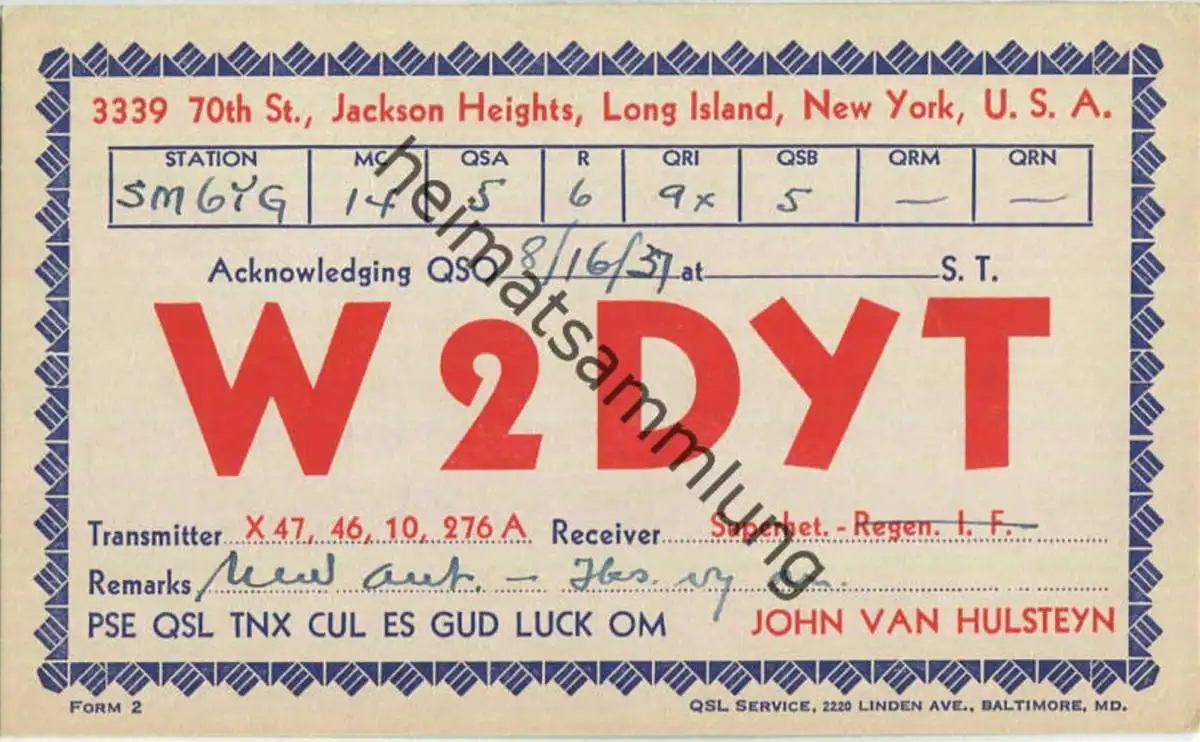 3339 70th St., Jackson Heights, Long Island, New York, U. S. A.
STATION MC QSA R QRI QSB QRM QRN
SM6YG 14 5 6 9x 5 — —
Acknowledging QSO 8/16/37 at S. T.
W2DYT
Transmitter X 47, 46, 10, 276 A Receiver Superhet. - Regen. I. F.
Remarks New ant. –
PSE QSL TNX CUL ES GUD LUCK OM JOHN VAN HULSTEYN
FORM 2 QSL SERVICE, 2220 LINDEN AVE., BALTIMORE, MD.
heimatsammlung